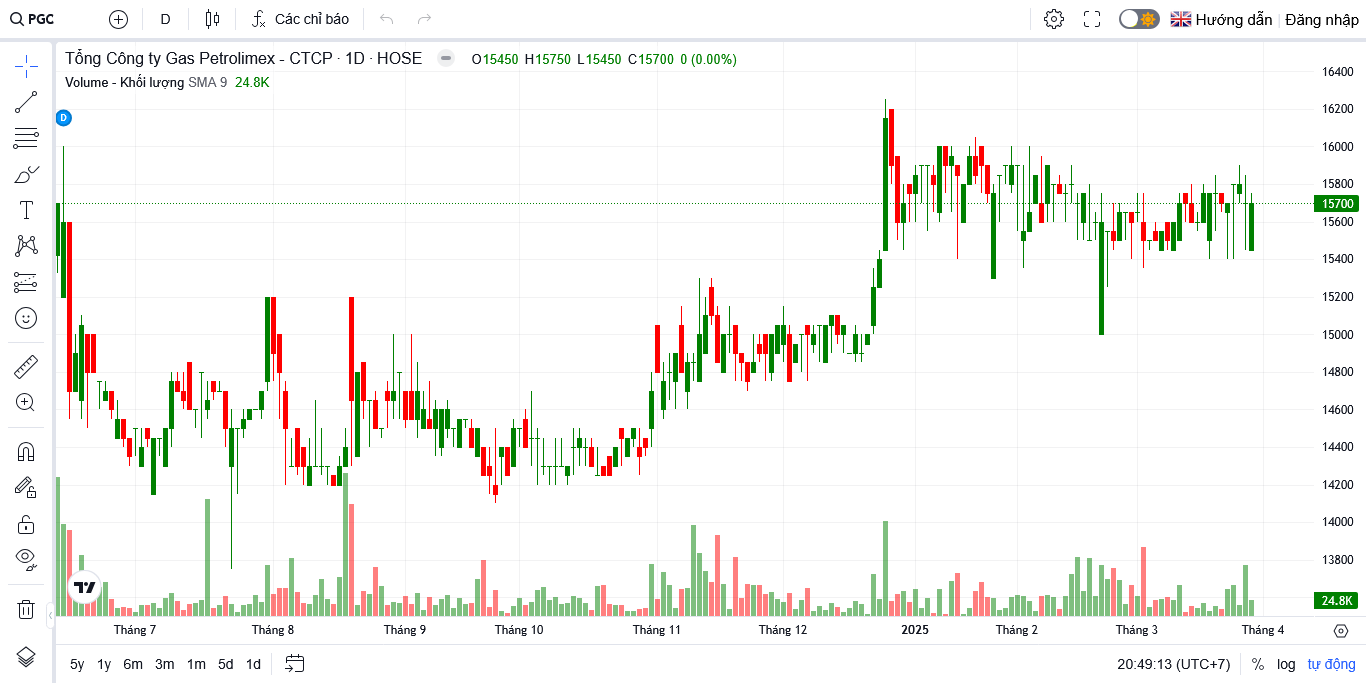 PGC D Các chỉ báo Hướng dẫn Đăng nhập
Tổng Công ty Gas Petrolimex - CTCP · 1D · HOSE O15450 H15750 L15450 C15700 0 (0.00%)
Volume - Khối lượng SMA 9 24.8K
D
16400
16200
16000
15800
15700
15600
15400
15200
15000
14800
14600
14400
14200
14000
13800
24.8K
Tháng 7 Tháng 8 Tháng 9 Tháng 10 Tháng 11 Tháng 12 2025 Tháng 2 Tháng 3 Tháng 4
5y 1y 6m 3m 1m 5d 1d 20:49:13 (UTC+7) % log tự động